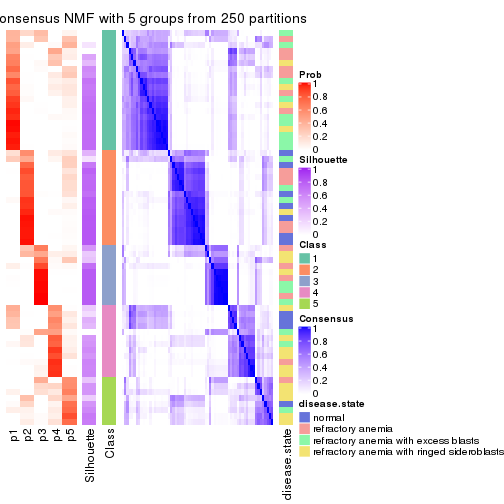 onsensus NMF with 5 groups from 250 partitions
Prob
1
0.8
0.6
0.4
0.2
0
Silhouette
1
0.8
0.6
0.4
0.2
0
Class
1
2
3
4
5
Consensus
1
0.8
0.6
0.4
0.2
0
disease.state
normal
refractory anemia
refractory anemia with excess blasts
refractory anemia with ringed sideroblasts
p1
p2
p3
p4
p5
Silhouette
Class
disease.state